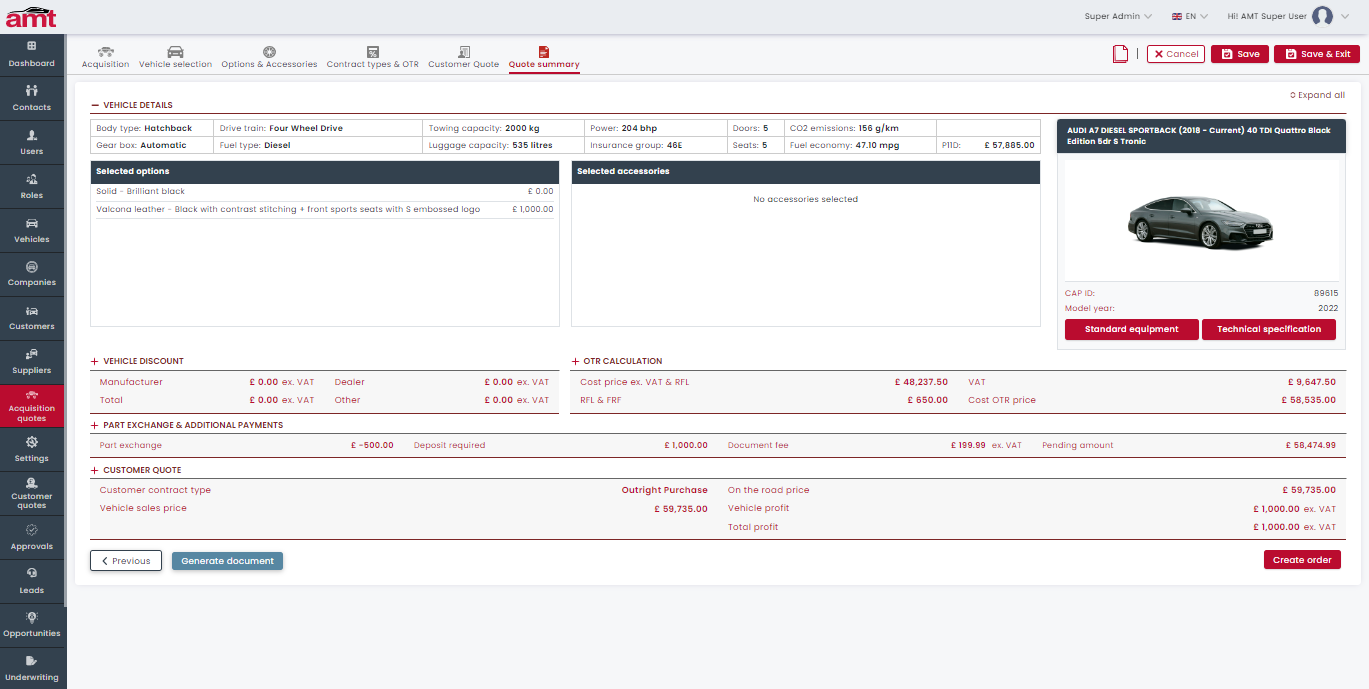 amt
Super Admin
EN
Hi! AMT Super User
Dashboard
Contacts
Users
Roles
Vehicles
Companies
Customers
Suppliers
Acquisition
quotes
Settings
Customer
quotes
Approvals
Leads
Opportunities
Underwriting
Acquisition Vehicle selection Options & Accessories Contract types & OTR Customer Quote Quote summary
Cancel Save Save & Exit
Expand all
VEHICLE DETAILS
Body type: Hatchback Drive train: Four Wheel Drive Towing capacity: 2000 kg Power: 204 bhp Doors: 5 CO2 emissions: 156 g/km
Gear box: Automatic Fuel type: Diesel Luggage capacity: 535 litres Insurance group: 46E Seats: 5 Fuel economy: 47.10 mpg P11D: £ 57,885.00
Selected options
Solid - Brilliant black £ 0.00
Valcona leather - Black with contrast stitching + front sports seats with S embossed logo £ 1,000.00
Selected accessories
No accessories selected
AUDI A7 DIESEL SPORTBACK (2018 - Current) 40 TDI Quattro Black
Edition 5dr S Tronic
CAP ID: 89615
Model year: 2022
Standard equipment Technical specification
VEHICLE DISCOUNT
Manufacturer £ 0.00 ex. VAT Dealer £ 0.00 ex. VAT
Total £ 0.00 ex. VAT Other £ 0.00 ex. VAT
OTR CALCULATION
Cost price ex. VAT & RFL £ 48,237.50 VAT £ 9,647.50
RFL & FRF £ 650.00 Cost OTR price £ 58,535.00
PART EXCHANGE & ADDITIONAL PAYMENTS
Part exchange £ -500.00 Deposit required £ 1,000.00 Document fee £ 199.99 ex. VAT Pending amount £ 58,474.99
CUSTOMER QUOTE
Customer contract type Outright Purchase On the road price £ 59,735.00
Vehicle sales price £ 59,735.00 Vehicle profit £ 1,000.00 ex. VAT
Total profit £ 1,000.00 ex. VAT
Previous Generate document Create order